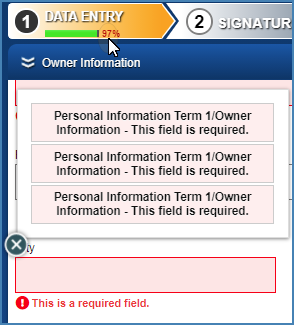 1 DATA ENTRY 2 SIGNATUR
97%
Owner Information
Personal Information Term 1/Owner
Information - This field is required.
Personal Information Term 1/Owner
Information - This field is required.
Personal Information Term 1/Owner
Information - This field is required.
ty
This is a required field.